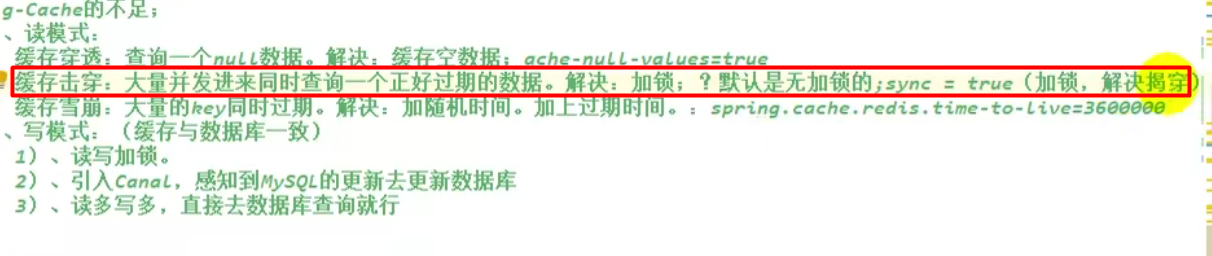 g-Cache的不足；
、读模式：
缓存穿透：查询一个null数据。解决：缓存空数据；ache-null-values=true
缓存击穿：大量并发进来同时查询一个正好过期的数据。解决：加锁；？默认是无加锁的;sync = true（加锁，解决揭穿）
缓存雪崩：大量的key同时过期。解决：加随机时间。加上过期时间。：spring.cache.redis.time-to-live=3600000
、写模式：（缓存与数据库一致）
1）、读写加锁。
2）、引入Canal，感知到MySQL的更新去更新数据库
3）、读多写多，直接去数据库查询就行